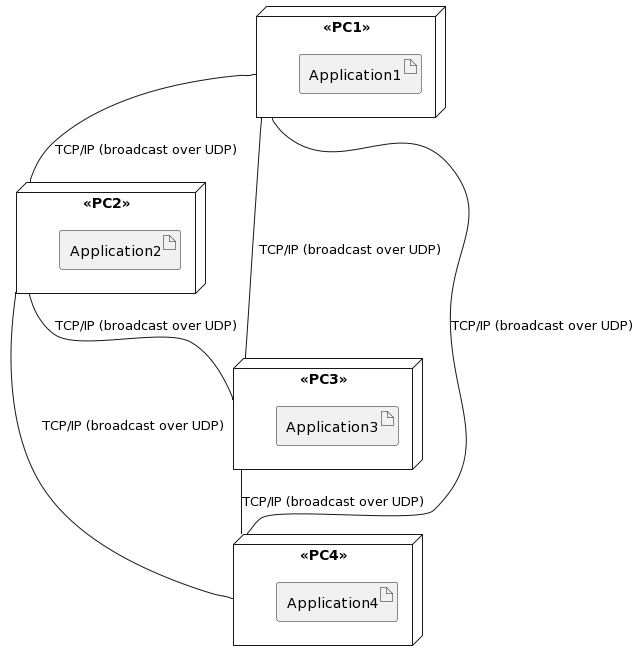 «PC1»
Application1
TCP/IP (broadcast over UDP)
«PC2»
Application2
TCP/IP (broadcast over UDP)
TCP/IP (broadcast over UDP)
TCP/IP (broadcast over UDP)
«PC3»
Application3
TCP/IP (broadcast over UDP)
TCP/IP (broadcast over UDP)
«PC4»
Application4